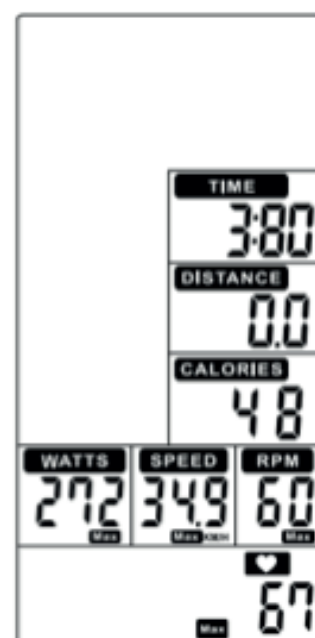 TIME
3:80
DISTANCE
0.0
CALORIES
48
WATTS SPEED RPM
272 34.9 60
Max Max KM/H Max
Max 67